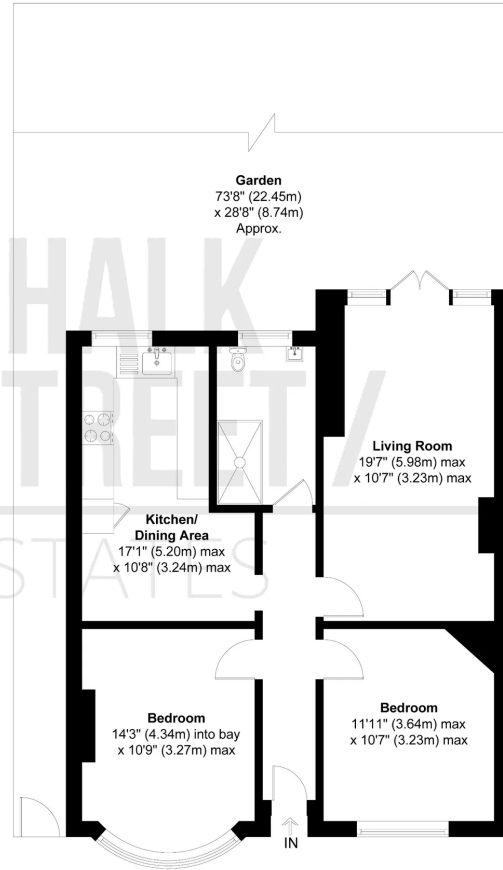 Garden
73'8" (22.45m)
x 28'8" (8.74m)
Approx.
HALK
TREET/
ESTATES
Living Room
19'7" (5.98m) max
x 10'7" (3.23m) max
Kitchen/
Dining Area
17'1" (5.20m) max
x 10'8" (3.24m) max
Bedroom
14'3" (4.34m) into bay
x 10'9" (3.27m) max
Bedroom
11'11" (3.64m) max
x 10'7" (3.23m) max
IN